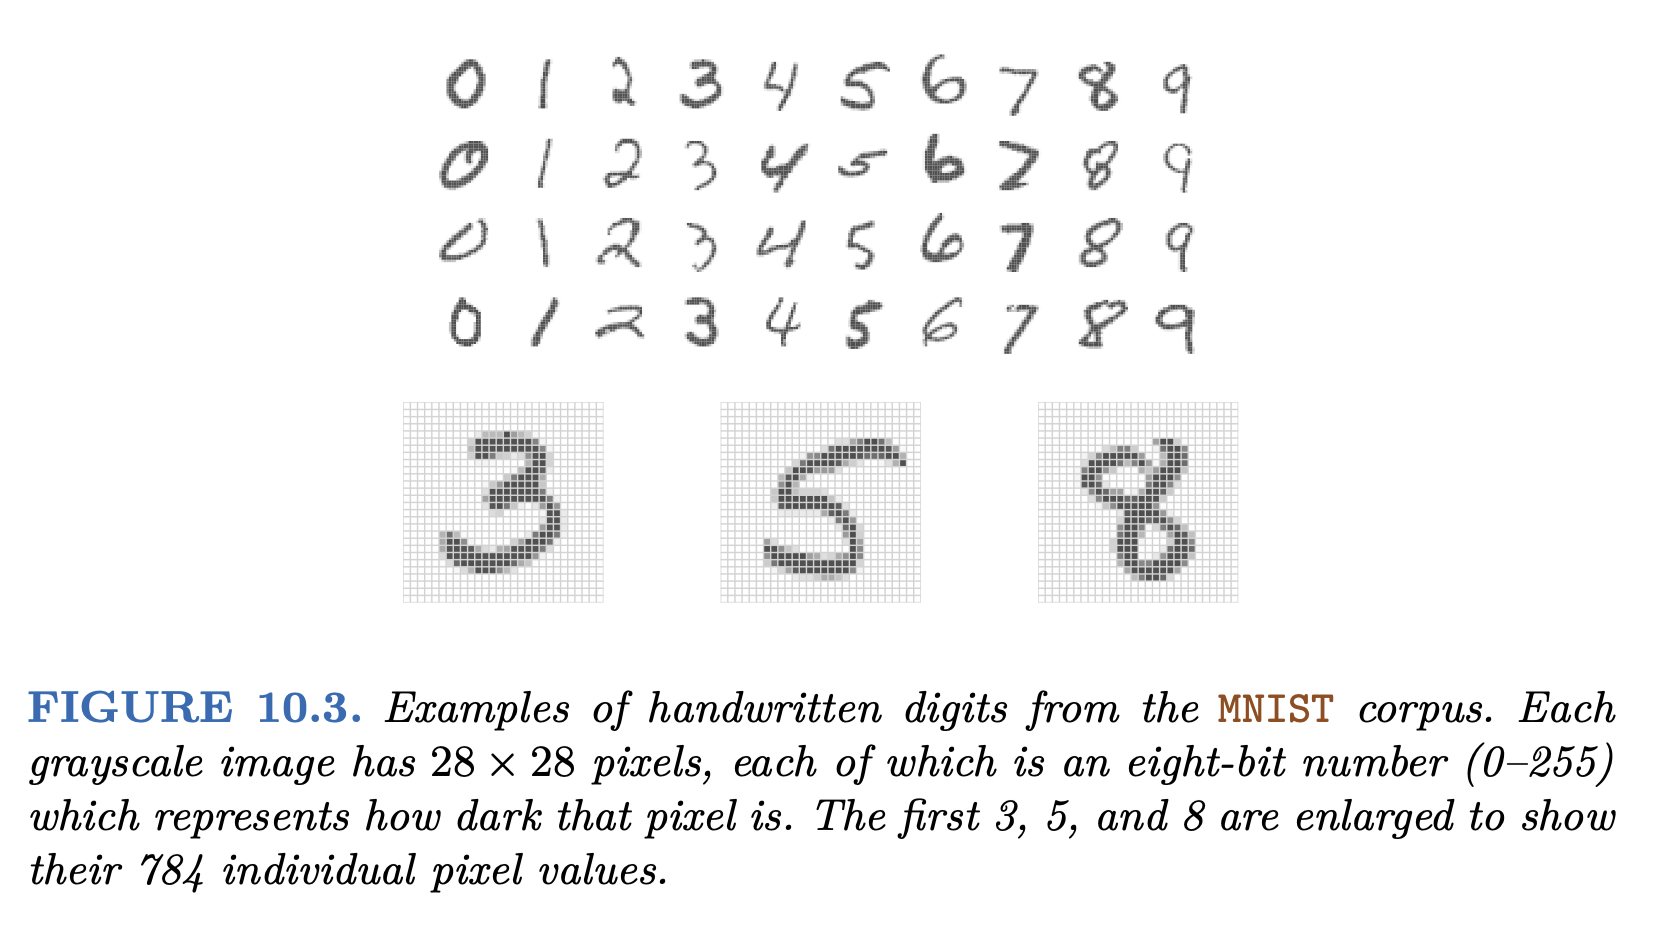 0 1 2 3 4 5 6 7 8 9
0 1 2 3 4 5 6 7 8 9
0 1 2 3 4 5 6 7 8 9
0 1 2 3 4 5 6 7 8 9
3 5 8
FIGURE 10.3. Examples of handwritten digits from the MNIST corpus. Each
grayscale image has 28 × 28 pixels, each of which is an eight-bit number (0–255)
which represents how dark that pixel is. The first 3, 5, and 8 are enlarged to show
their 784 individual pixel values.